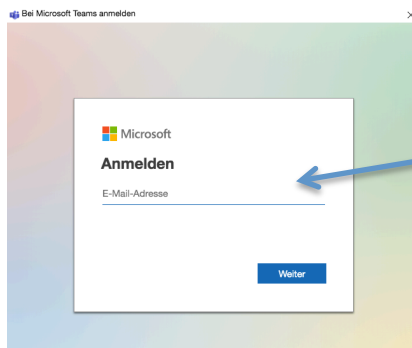 Bei Microsoft Teams anmelden
Microsoft
Anmelden
E-Mail-Adresse
Weiter